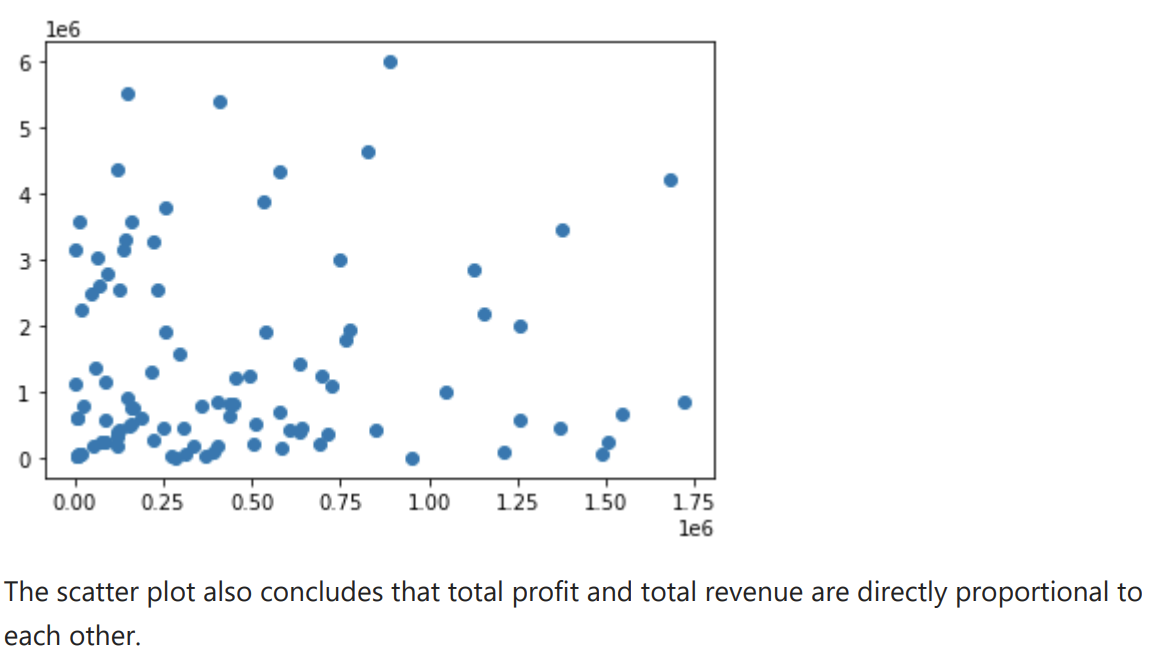 1e6
6
5
4
3
2
1
0
0.00 0.25 0.50 0.75 1.00 1.25 1.50 1.75
1e6
The scatter plot also concludes that total profit and total revenue are directly proportional to
each other.